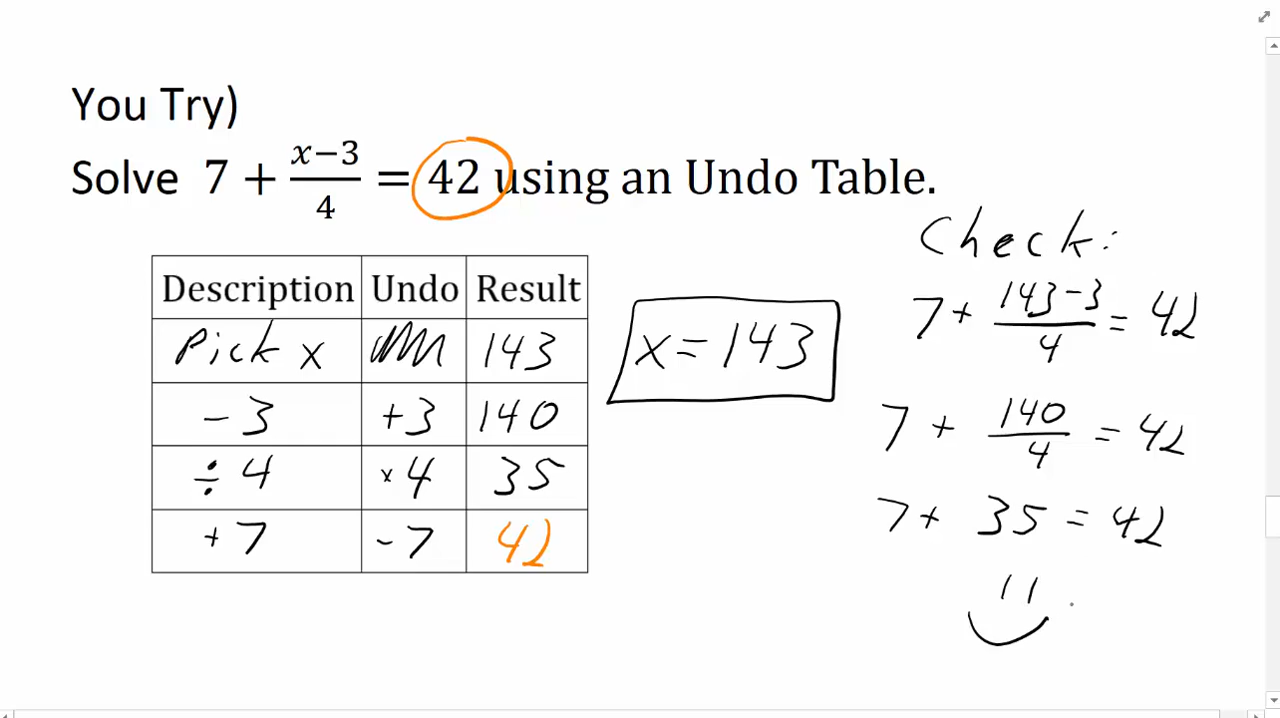 You Try)
Solve 7 + x−3/4 = 42 using an Undo Table.
Description Undo Result
Pick x 143
−3 +3 140
÷4 ×4 35
+7 −7 42
x=143
Check:
7+ 143−3/4 = 42
7 + 140/4 = 42
7+ 35 = 42